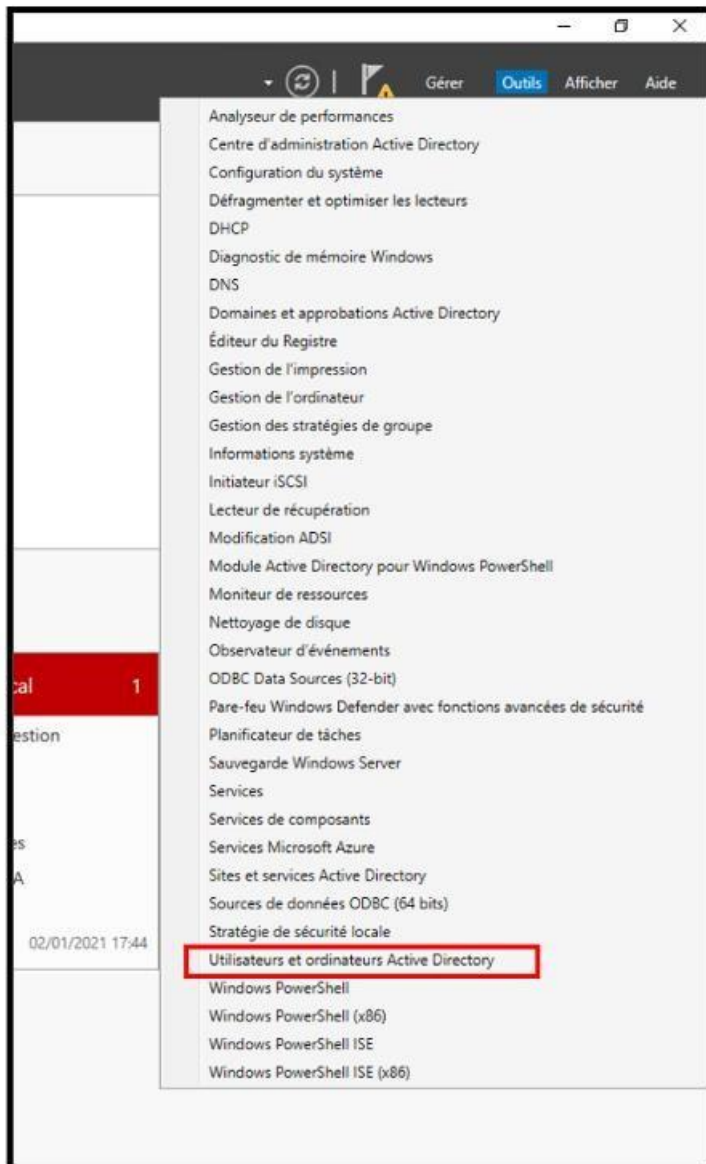 Gérer Outils Afficher Aide
Analyseur de performances
Centre d'administration Active Directory
Configuration du système
Défragmenter et optimiser les lecteurs
DHCP
Diagnostic de mémoire Windows
DNS
Domaines et approbations Active Directory
Éditeur du Registre
Gestion de l'impression
Gestion de l'ordinateur
Gestion des stratégies de groupe
Informations système
Initiateur iSCSI
Lecteur de récupération
Modification ADSI
Module Active Directory pour Windows PowerShell
Moniteur de ressources
Nettoyage de disque
Observateur d'événements
ODBC Data Sources (32-bit)
Pare-feu Windows Defender avec fonctions avancées de sécurité
Planificateur de tâches
Sauvegarde Windows Server
Services
Services de composants
Services Microsoft Azure
Sites et services Active Directory
Sources de données ODBC (64 bits)
Stratégie de sécurité locale
Utilisateurs et ordinateurs Active Directory
Windows PowerShell
Windows PowerShell (x86)
Windows PowerShell ISE
Windows PowerShell ISE (x86)
cal 1
estion
es
A
02/01/2021 17:44